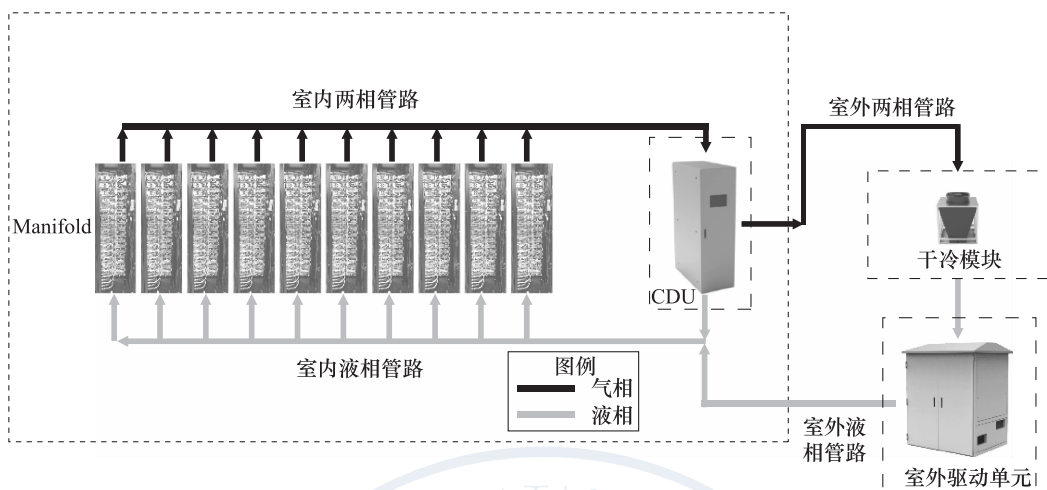 室内两相管路
室外两相管路
Manifold
干冷模块
CDU
室内液相管路
图例
气相
液相
室外液
相管路
室外驱动单元